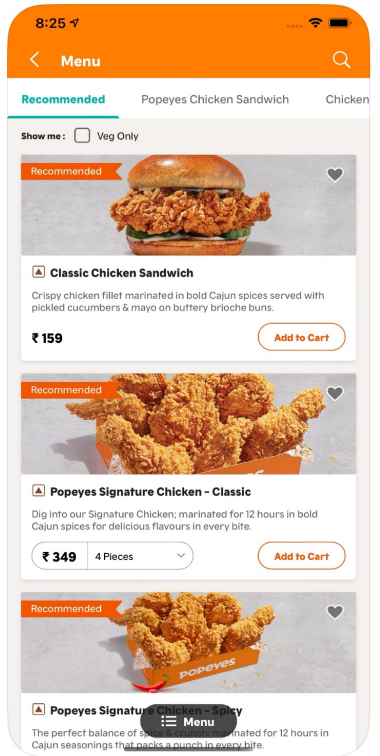 8:25
Menu
Recommended
Popeyes Chicken Sandwich
Chicken
Show me :
Veg Only
Recommended
Classic Chicken Sandwich
Crispy chicken fillet marinated in bold Cajun spices served with
pickled cucumbers & mayo on buttery brioche buns.
₹ 159
Add to Cart
Recommended
Popeyes Signature Chicken - Classic
Dig into our Signature Chicken; marinated for 12 hours in bold
Cajun spices for delicious flavours in every bite.
₹ 349
4 Pieces
Add to Cart
Recommended
POPEYES
Popeyes Signature Chicken - Spicy
The perfect balance of spice & crunch, marinated for 12 hours in
Cajun seasonings that packs a punch in every bite.
Menu